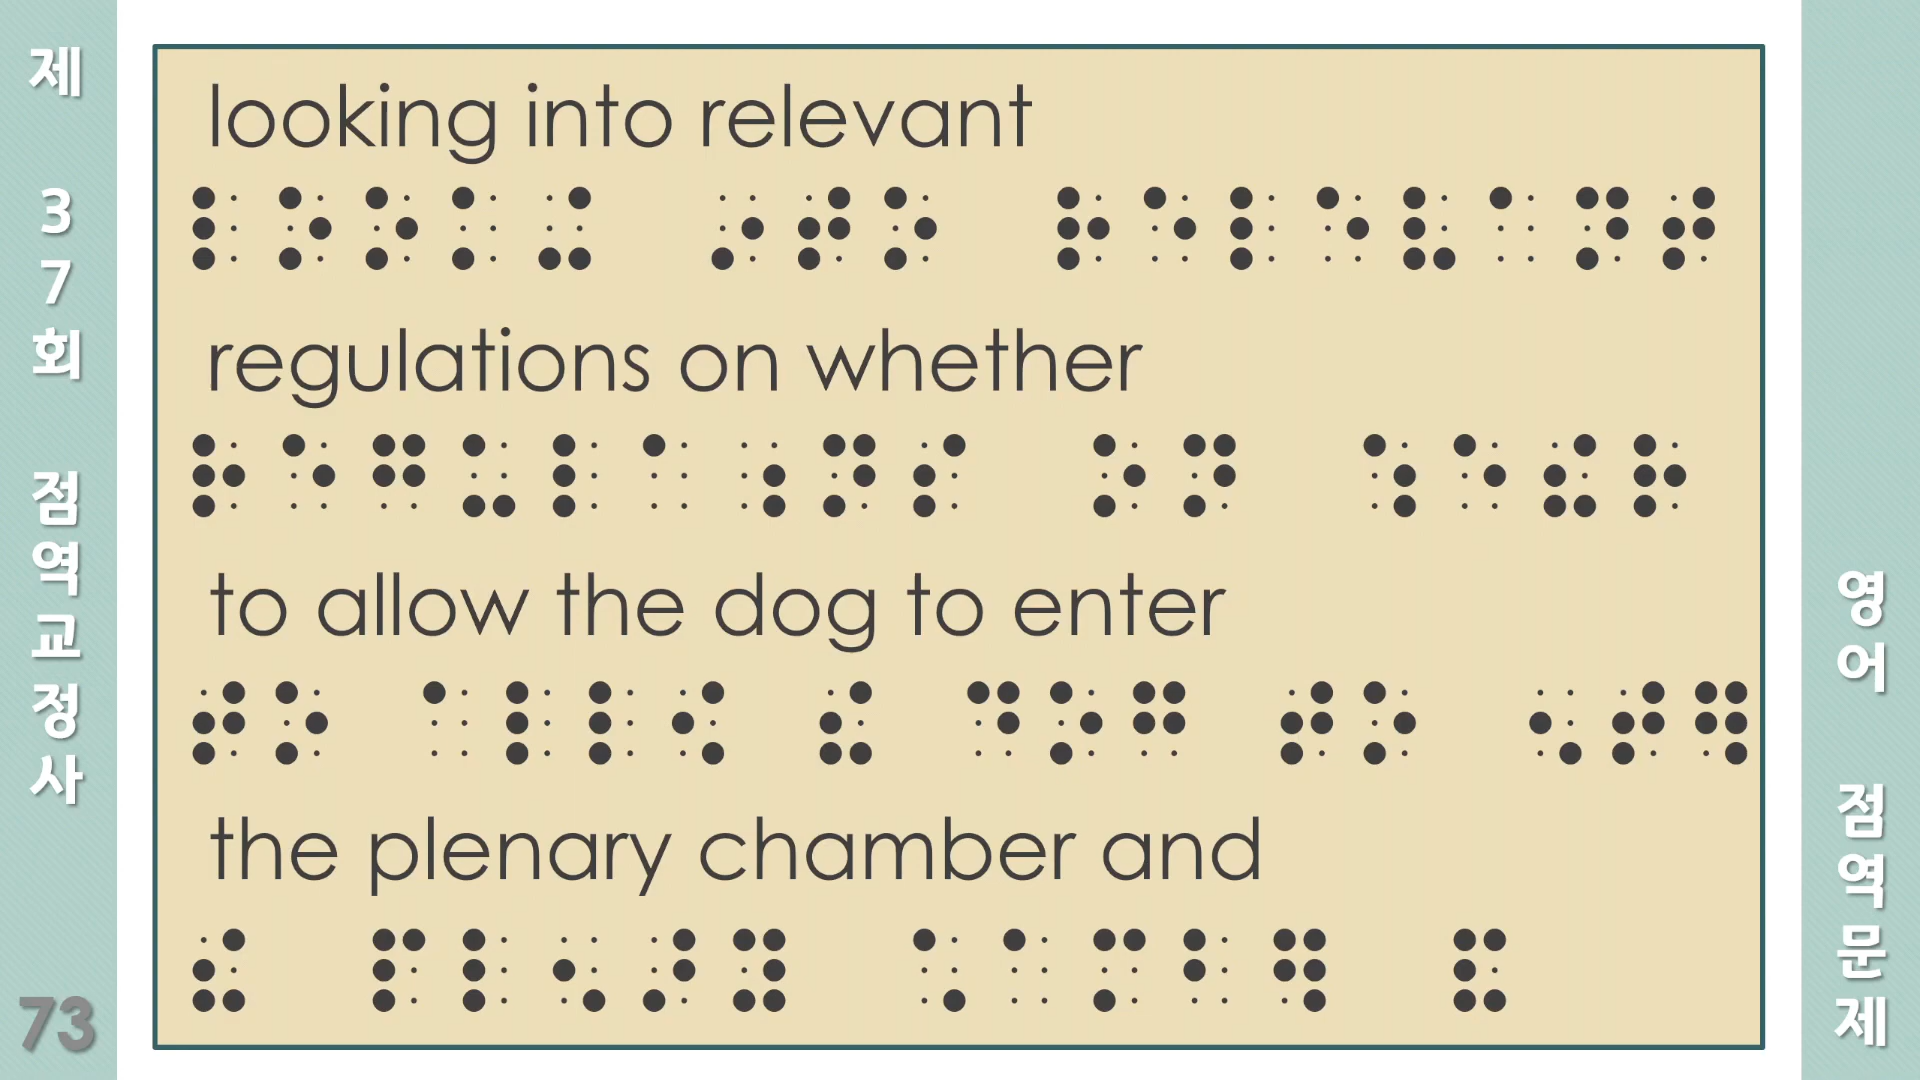 제 37회 점역교정사
looking into relevant
⠇⠕⠕⠅⠬ ⠔⠞⠕ ⠗⠑⠇⠑⠧⠁⠝⠞
regulations on whether
⠗⠑⠛⠥⠇⠁⠰⠝⠎ ⠕⠝ ⠱⠑⠮⠗
to allow the dog to enter
⠞⠕ ⠁⠇⠇⠪ ⠮ ⠙⠕⠛ ⠞⠕ ⠢⠞⠻
the plenary chamber and
⠮ ⠏⠇⠢⠜⠽ ⠡⠁⠍⠃⠻ ⠯
영어 점역문제
73